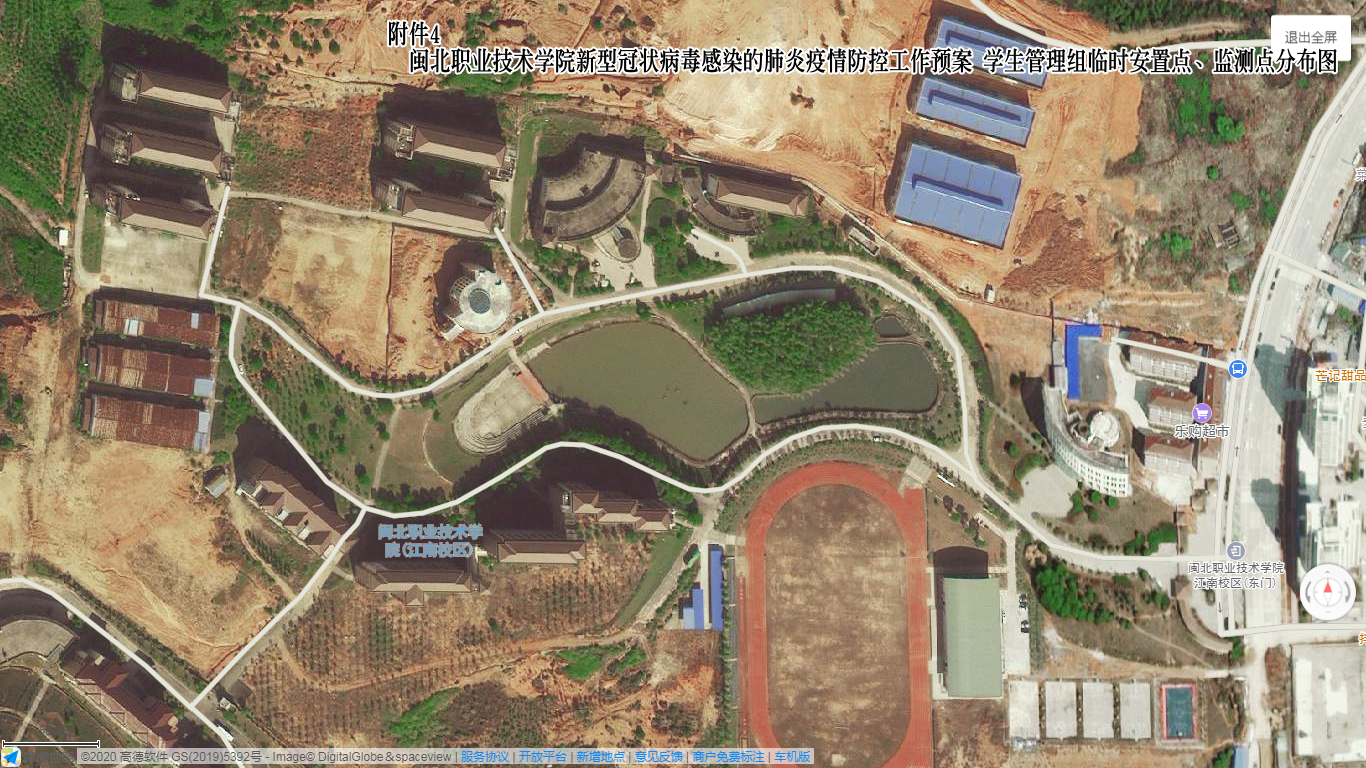 附件4
退出全屏
闽北职业技术学院新型冠状病毒感染的肺炎疫情防控工作预案 学生管理组临时安置点、监测点分布图
芒记甜品
乐购超市
闽北职业技术学
院(江南校区)
闽北职业技术学院
江南校区(东门)
©2020 高德软件 GS(2019)5392号 - Image© DigitalGlobe & spaceview | 服务协议 | 开放平台 | 新增地点 | 意见反馈 | 商户免费标注 | 车机版